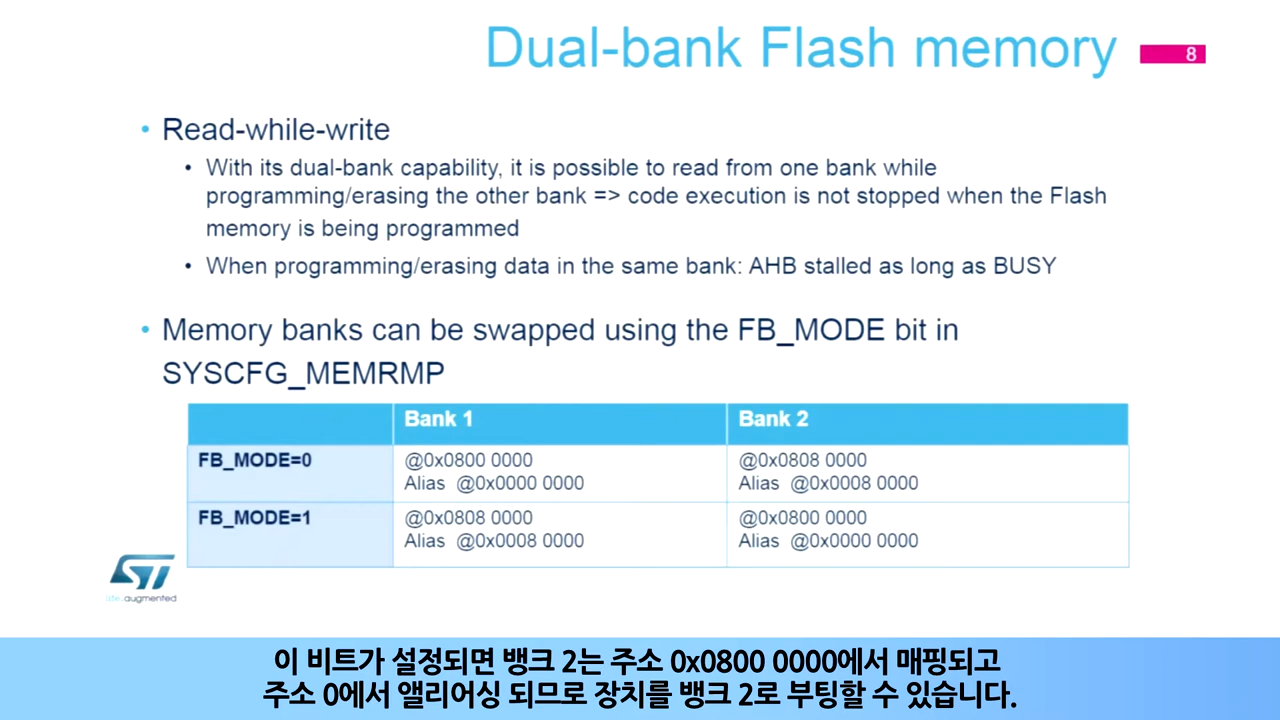 Dual-bank Flash memory
8
• Read-while-write
• With its dual-bank capability, it is possible to read from one bank while
programming/erasing the other bank => code execution is not stopped when the Flash
memory is being programmed
• When programming/erasing data in the same bank: AHB stalled as long as BUSY
• Memory banks can be swapped using the FB_MODE bit in
SYSCFG_MEMRMP
Bank 1 Bank 2
FB_MODE=0 @0x0800 0000 @0x0808 0000
Alias @0x0000 0000 Alias @0x0008 0000
FB_MODE=1 @0x0808 0000 @0x0800 0000
Alias @0x0008 0000 Alias @0x0000 0000
ST
life.augmented
이 비트가 설정되면 뱅크 2는 주소 0x0800 0000에서 매핑되고
주소 0에서 앨리어싱 되므로 장치를 뱅크 2로 부팅할 수 있습니다.